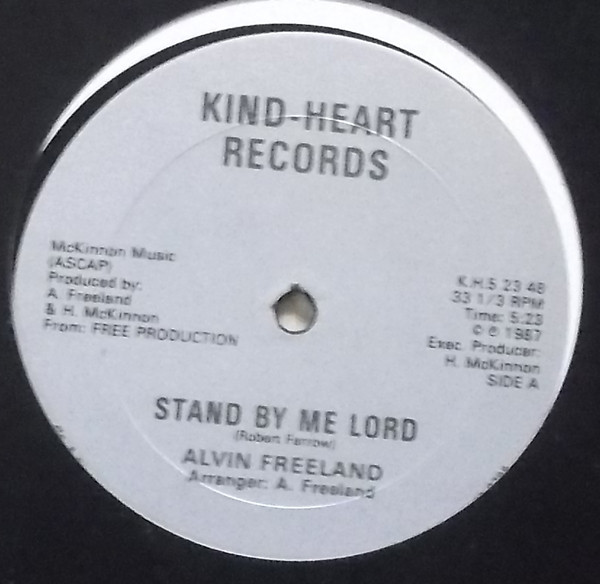 KIND-HEART
RECORDS
McKinnon Music
(ASCAP)
Produced by:
A. Freeland
& H. McKinnon
From: FREE PRODUCTION
K.H.5 23 48
33 1/3 RPM
Time: 5:23
© ℗ 1987
Exec. Producer:
H. McKinnon
SIDE A
STAND BY ME LORD
(Robert Farrow)
ALVIN FREELAND
Arranger: A. Freeland